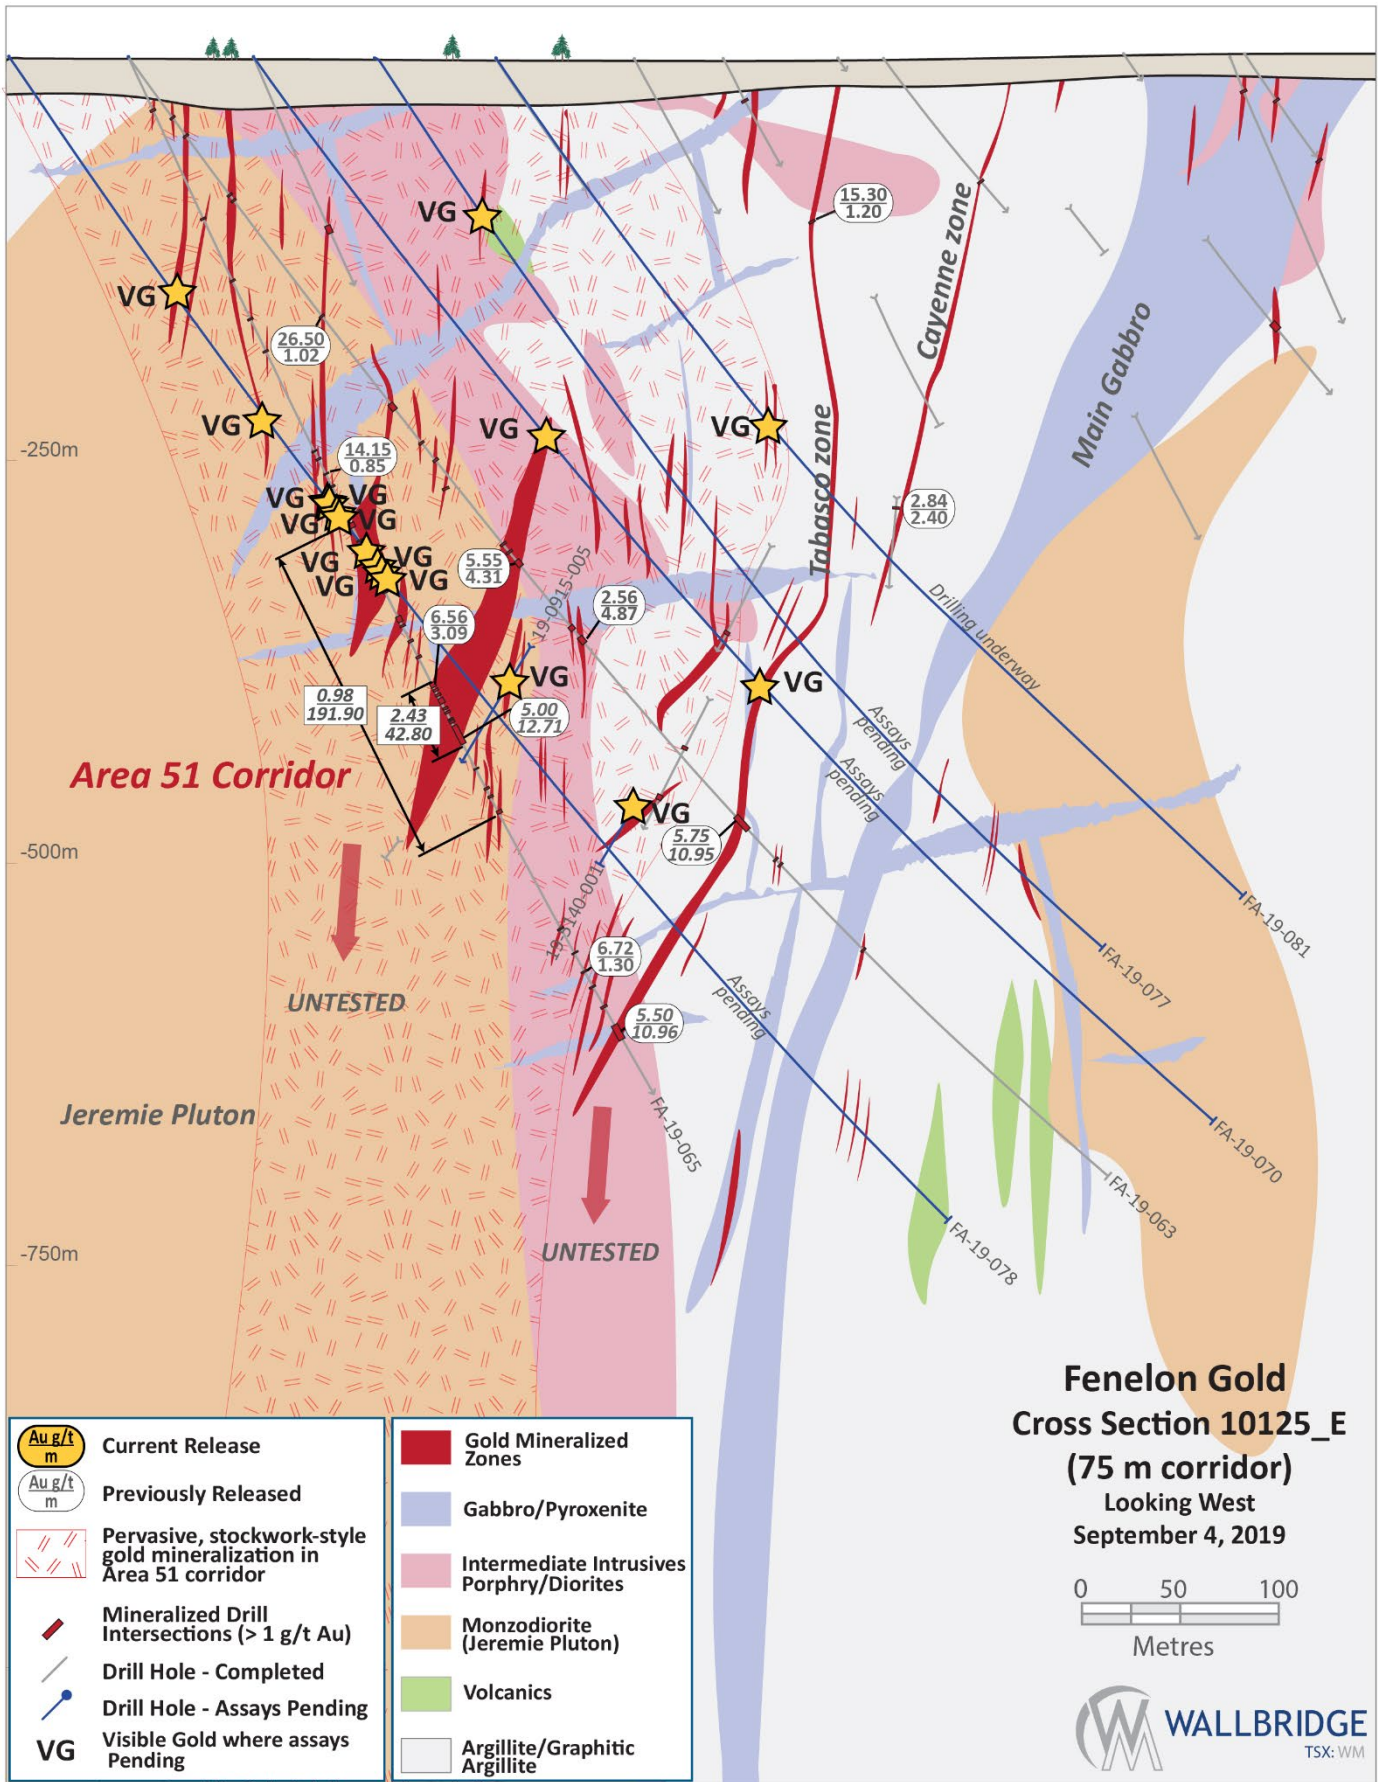 VG
15.30
1.20
VG
26.50
1.02
Cayenne zone
Main Gabbro
VG
VG
VG
-250m
14.15
0.85
Tabasco zone
VG
VG
VG
VG
2.84
2.40
VG
VG
VG
VG
5.55
4.31
19-0915-005
2.56
4.87
Drilling underway
6.56
3.09
VG
VG
0.98
191.90
2.43
42.80
5.00
12.71
Assays
pending
Assays
pending
Area 51 Corridor
VG
5.75
10.95
-500m
FA-19-081
19-5140-001
6.72
1.30
FA-19-077
Assays
pending
UNTESTED
5.50
10.96
Jeremie Pluton
FA-19-065
FA-19-070
FA-19-063
UNTESTED
FA-19-078
-750m
Fenelon Gold
Cross Section 10125_E
(75 m corridor)
Looking West
September 4, 2019
0 50 100
Metres
WALLBRIDGE
TSX: WM
Au g/t
m
Current Release
Au g/t
m
Previously Released
Pervasive, stockwork-style
gold mineralization in
Area 51 corridor
Mineralized Drill
Intersections (> 1 g/t Au)
Drill Hole - Completed
Drill Hole - Assays Pending
VG
Visible Gold where assays
Pending
Gold Mineralized
Zones
Gabbro/Pyroxenite
Intermediate Intrusives
Porphry/Diorites
Monzodiorite
(Jeremie Pluton)
Volcanics
Argillite/Graphitic
Argillite